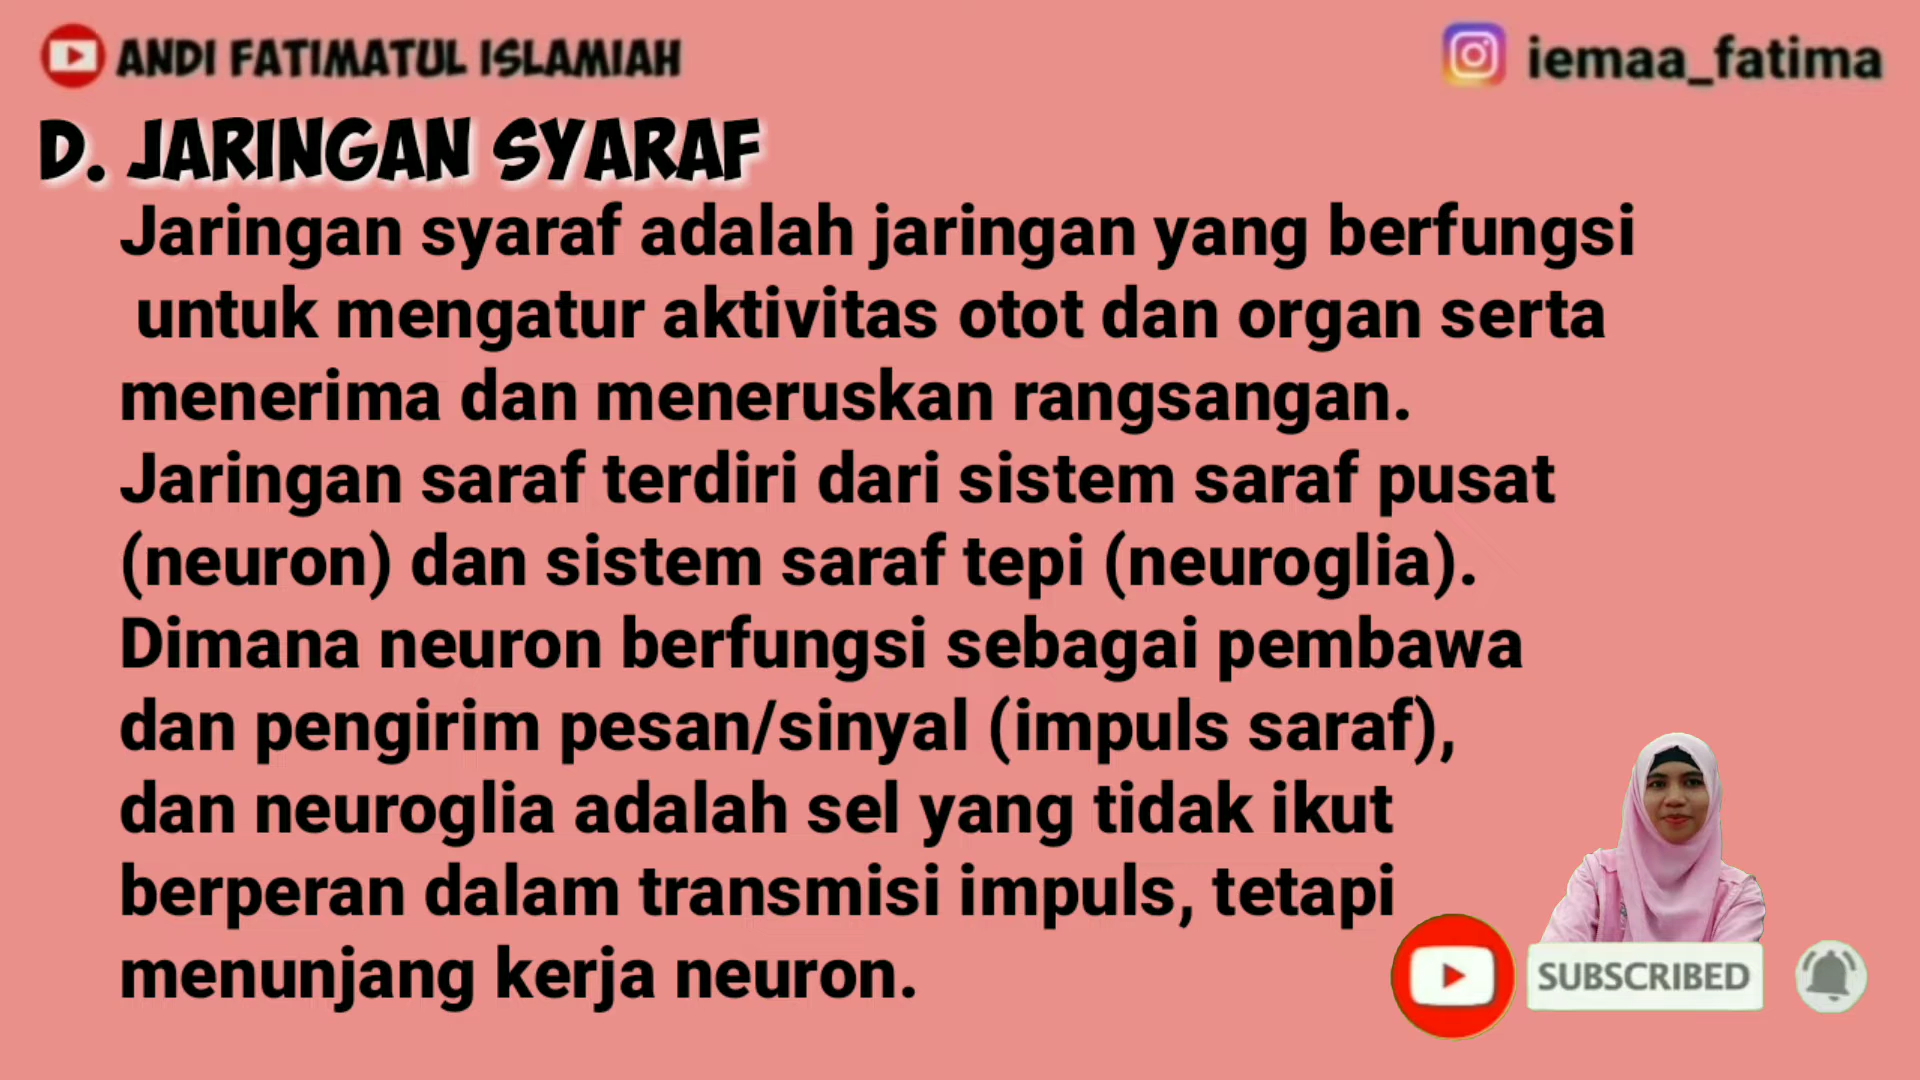 ANDI FATIMATUL ISLAMIAH
iemaa_fatima
D. JARINGAN SYARAF
Jaringan syaraf adalah jaringan yang berfungsi
untuk mengatur aktivitas otot dan organ serta
menerima dan meneruskan rangsangan.
Jaringan saraf terdiri dari sistem saraf pusat
(neuron) dan sistem saraf tepi (neuroglia).
Dimana neuron berfungsi sebagai pembawa
dan pengirim pesan/sinyal (impuls saraf),
dan neuroglia adalah sel yang tidak ikut
berperan dalam transmisi impuls, tetapi
menunjang kerja neuron.
SUBSCRIBED